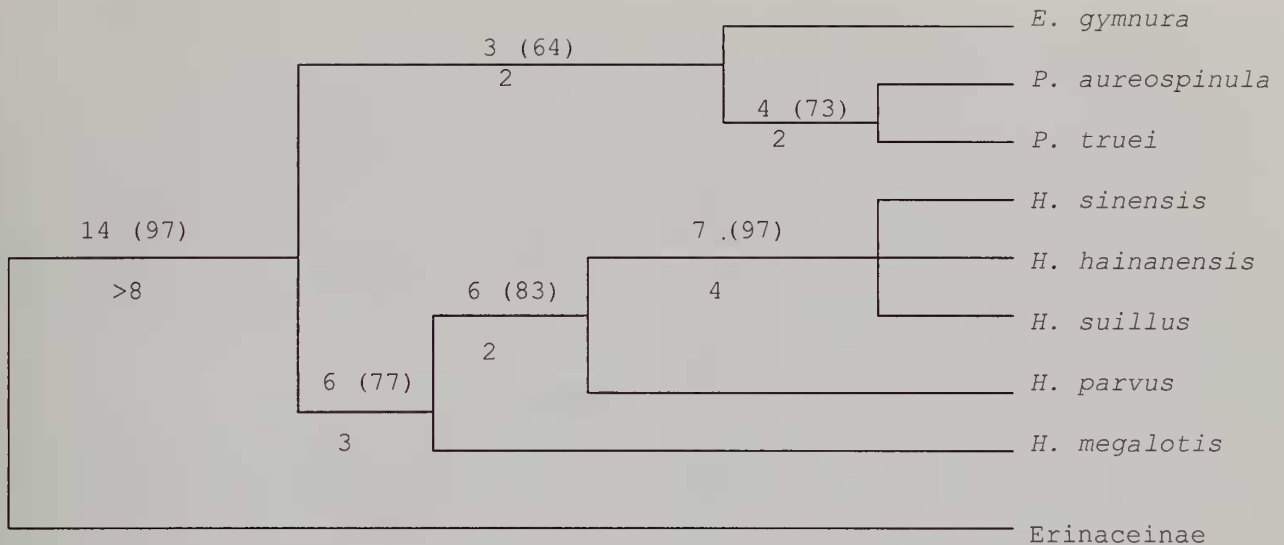 E. gymnura
3 (64)
2
P. aureospinula
4 (73)
2
P. truei
H. sinensis
14 (97)
7 .(97)
H. hainanensis
>8
6 (83)
4
H. suillus
2
6 (77)
H. parvus
3
H. megalotis
Erinaceinae